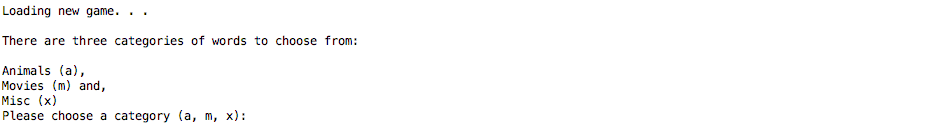 Loading new game. . .
There are three categories of words to choose from:
Animals (a),
Movies (m) and,
Misc (x)
Please choose a category (a, m, x):